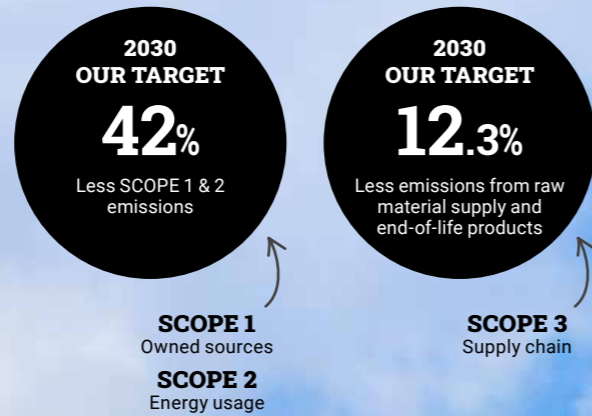 2030
OUR TARGET
42%
Less SCOPE 1 & 2
emissions
2030
OUR TARGET
12.3%
Less emissions from raw
material supply and
end-of-life products
SCOPE 1
Owned sources
SCOPE 2
Energy usage
SCOPE 3
Supply chain